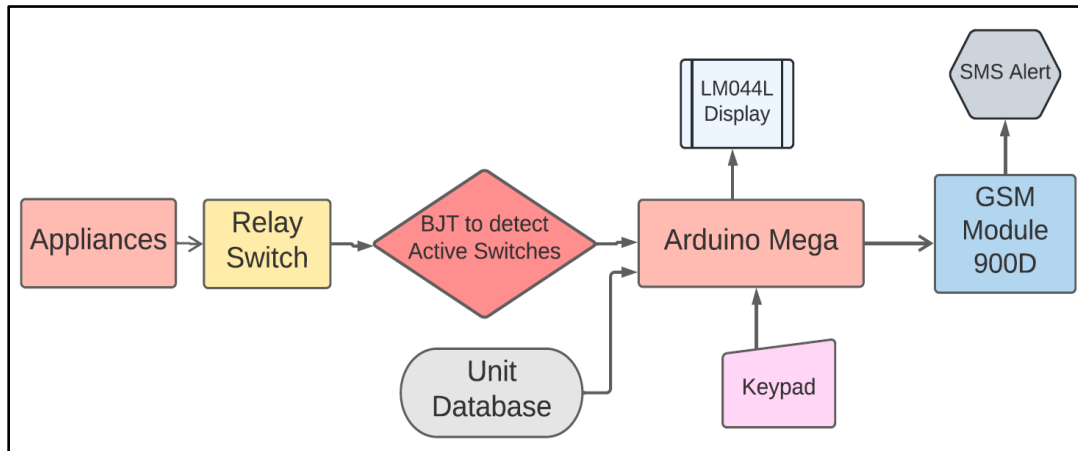 SMS Alert
LM044L
Display
Appliances
Relay
Switch
BJT to detect
Active Switches
Arduino Mega
GSM
Module
900D
Unit
Database
Keypad